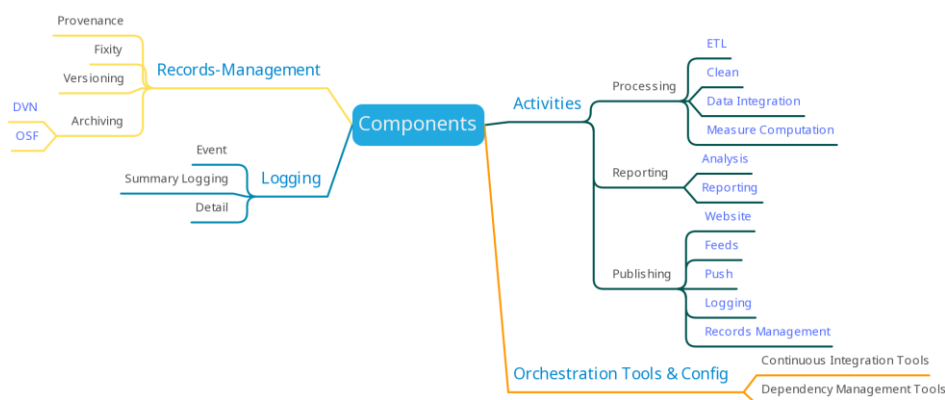 Components
Records-Management
Provenance
Fixity
Versioning
Archiving
DVN
OSF
Logging
Event
Summary Logging
Detail
Activities
Processing
ETL
Clean
Data Integration
Measure Computation
Reporting
Analysis
Reporting
Publishing
Website
Feeds
Push
Logging
Records Management
Orchestration Tools & Config
Continuous Integration Tools
Dependency Management Tools